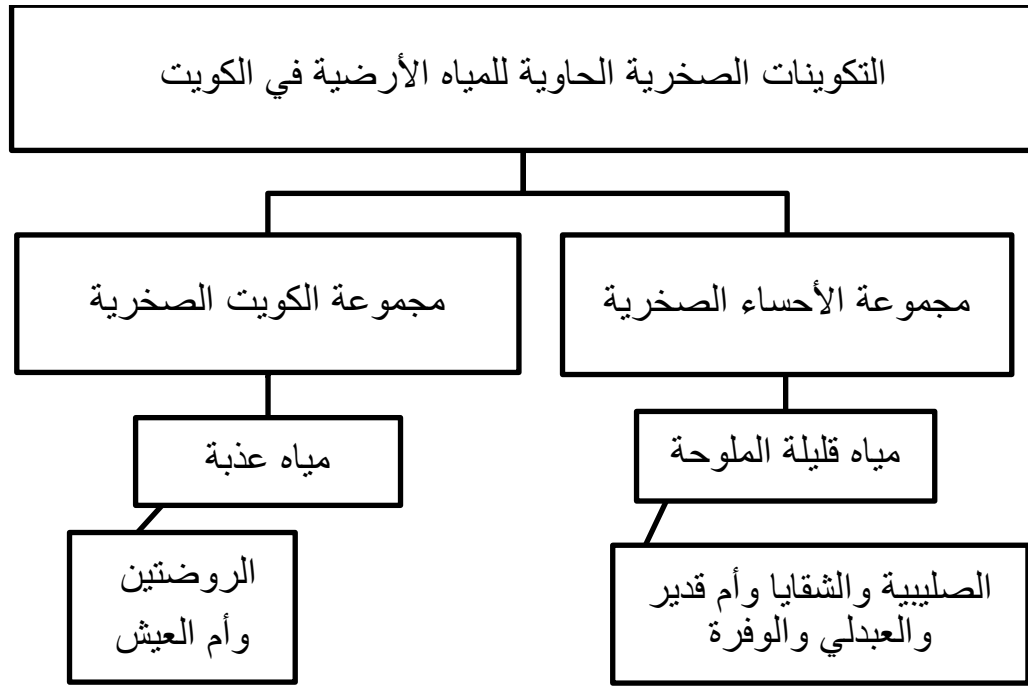 التكوينات الصخرية الحاوية للمياه الأرضية في الكويت
مجموعة الأحساء الصخرية
مجموعة الكويت الصخرية
مياه قليلة الملوحة
مياه عذبة
الصليبية والشقايا وأم قدير
والعبدلي والوفرة
الروضتين
وأم العيش